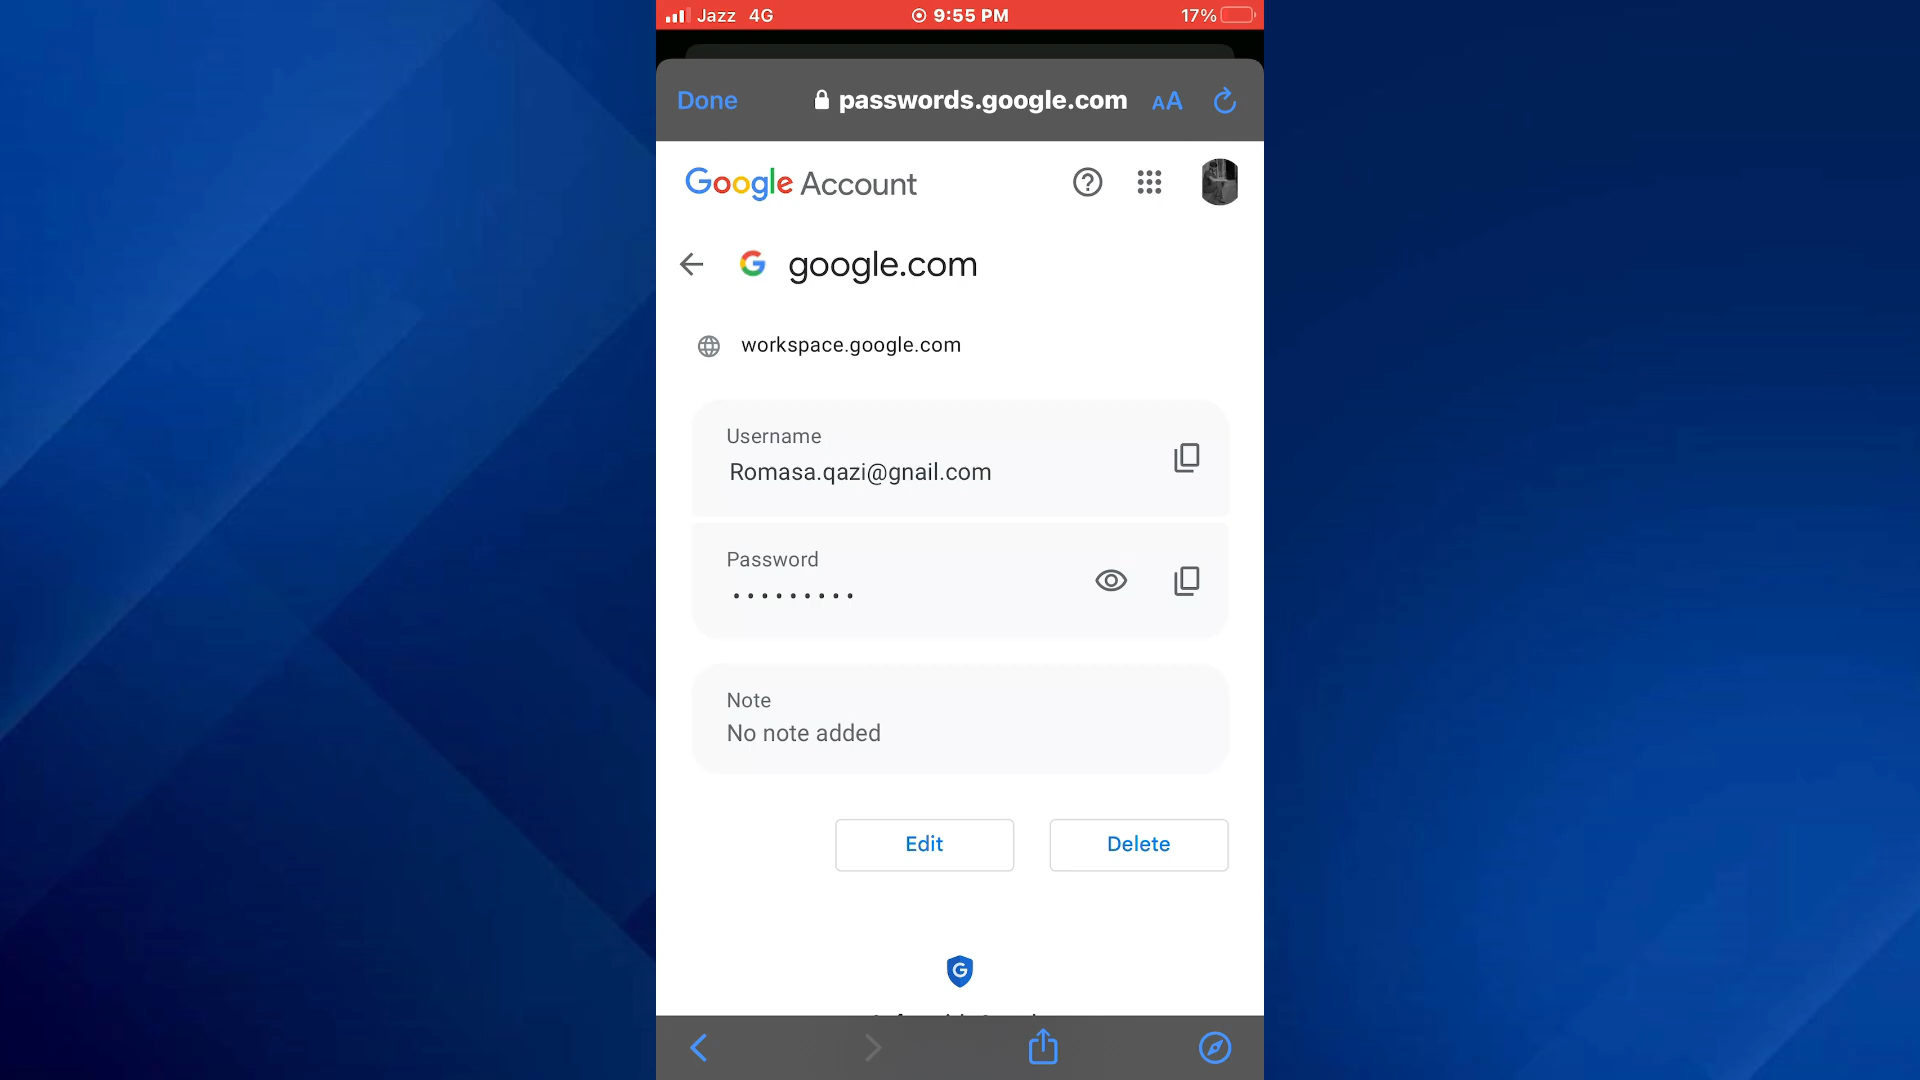 Jazz 4G 9:55 PM 17%
Done passwords.google.com AA
Google Account
google.com
workspace.google.com
Username
Romasa.qazi@gnail.com
Password
•••••••••
Note
No note added
Edit Delete
G